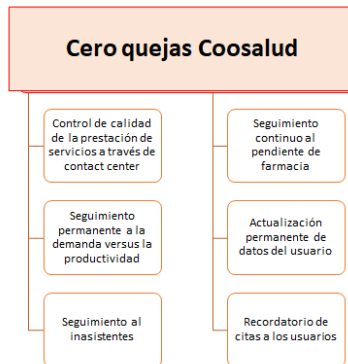 Cero quejas Coosalud
Control de calidad
de la prestación de
servicios a través de
contact center
Seguimiento
permanente a la
demanda versus la
productividad
Seguimiento al
inasistentes
Seguimiento
continuo al
pendiente de
farmacia
Actualización
permanente de
datos del usuario
Recordatorio de
citas a los usuarios